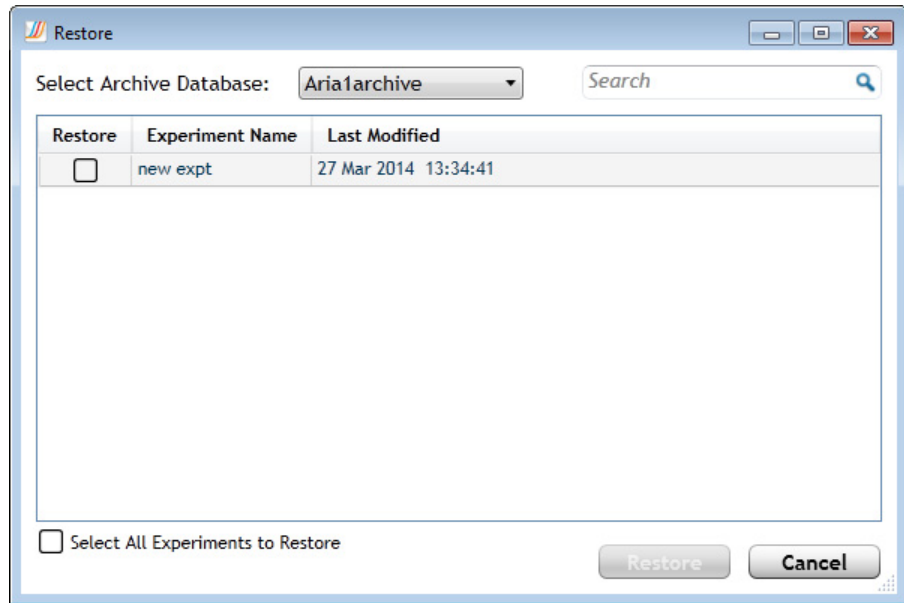 Restore
Select Archive Database: Aria1archive Search
Restore Experiment Name Last Modified
new expt 27 Mar 2014 13:34:41
Select All Experiments to Restore
Restore Cancel